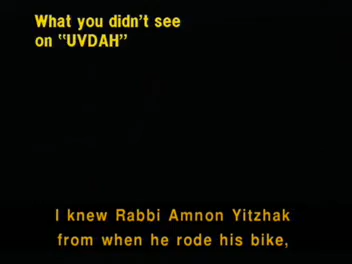 What you didn't see
on "UVDAH"
I knew Rabbi Amnon Yitzhak
from when he rode his bike,